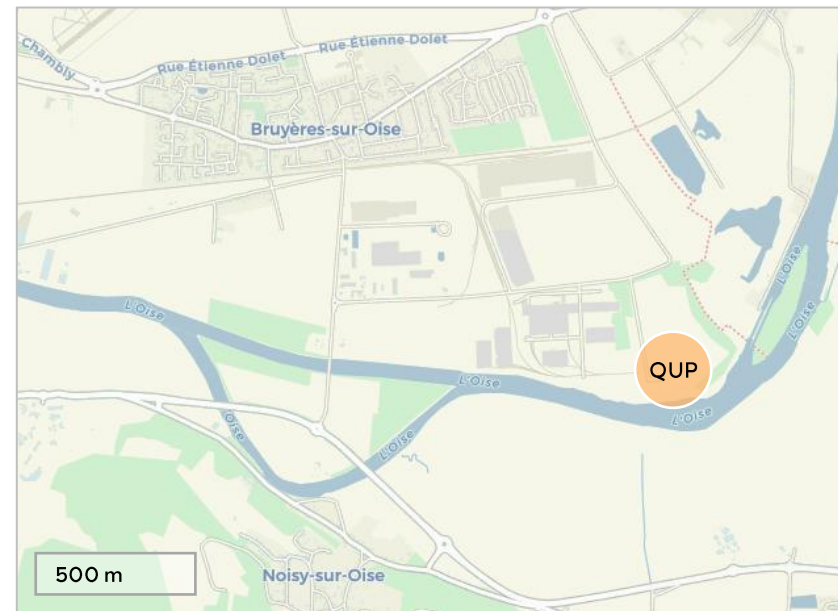 Chambly
Rue Étienne Dolet
Rue Étienne Dolet
Bruyères-sur-Oise
L'Oise
L'Oise
L'Oise
L'Oise
QUP
L'Oise
Oise
L'Oise
500 m
Noisy-sur-Oise